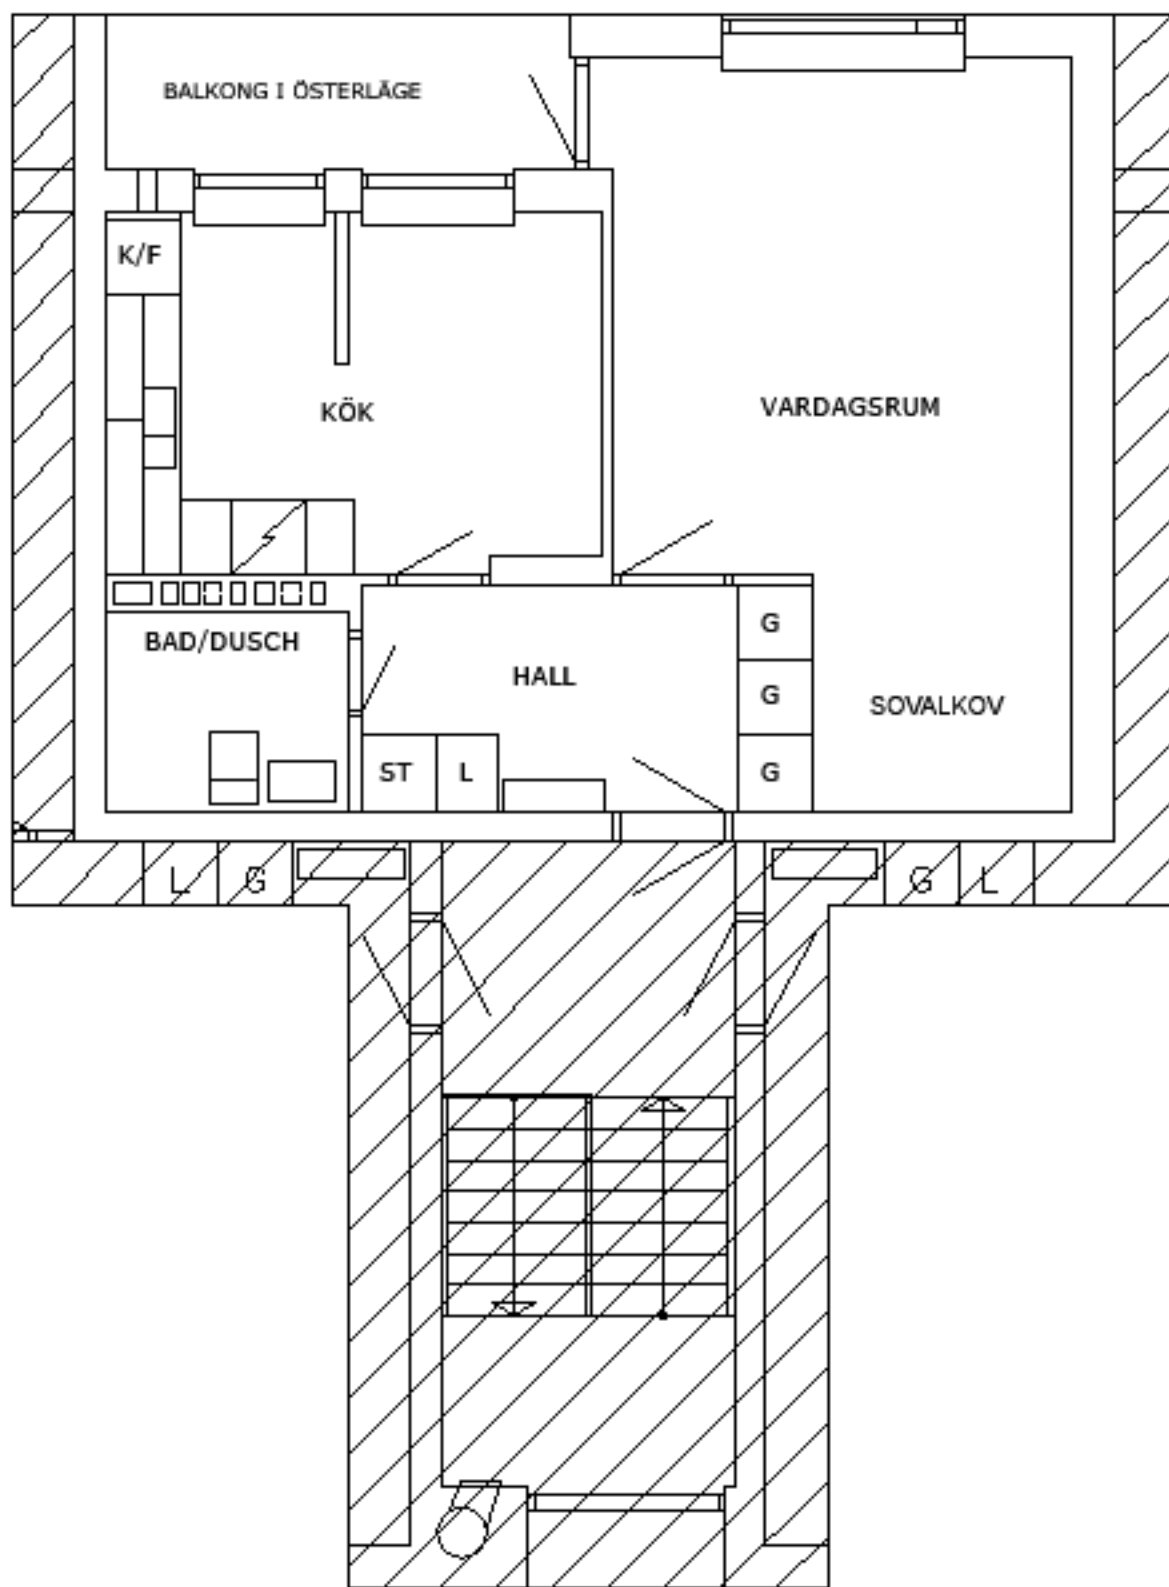 BALKONG I ÖSTERLÄGE
K/F
KÖK
VARDAGSRUM
BAD/DUSCH
HALL
G
G
SOVALKOV
ST
L
G
L
G
G
L